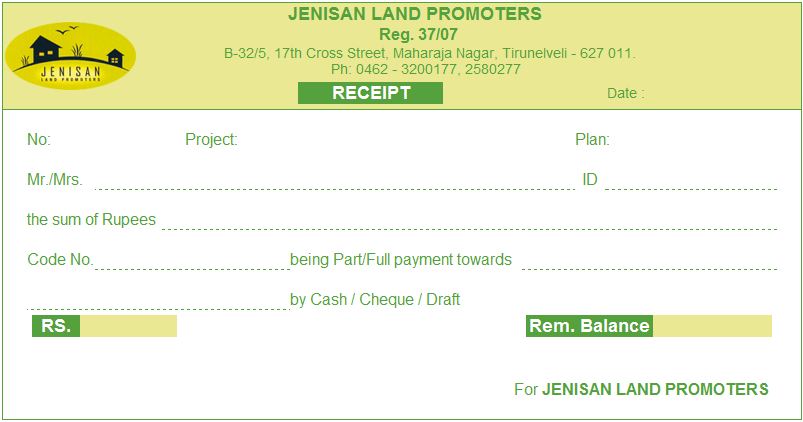 JENISAN LAND PROMOTERS
Reg. 37/07
B-32/5, 17th Cross Street, Maharaja Nagar, Tirunelveli - 627 011.
Ph: 0462 - 3200177, 2580277
JENISAN
LAND PROMOTERS
RECEIPT Date :
No: Project: Plan:
Mr./Mrs. ID
the sum of Rupees
Code No. being Part/Full payment towards
by Cash / Cheque / Draft
RS. Rem. Balance
For JENISAN LAND PROMOTERS